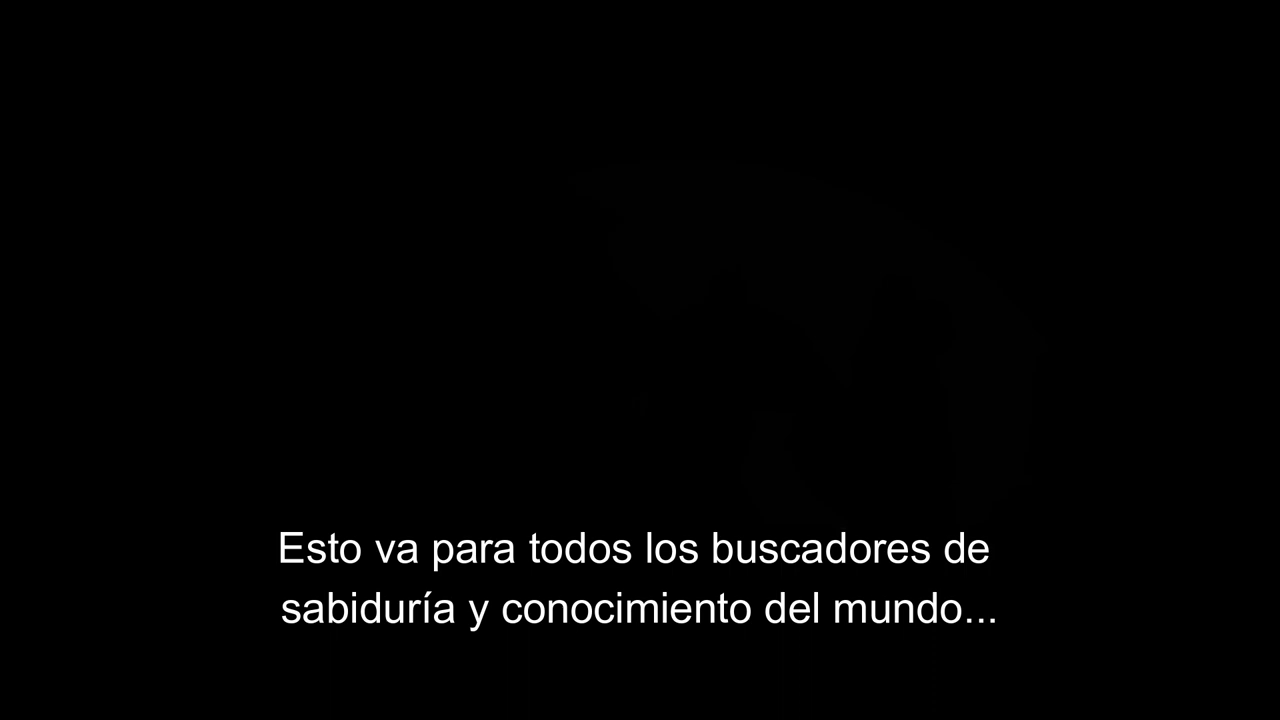 Esto va para todos los buscadores de
sabiduría y conocimiento del mundo...